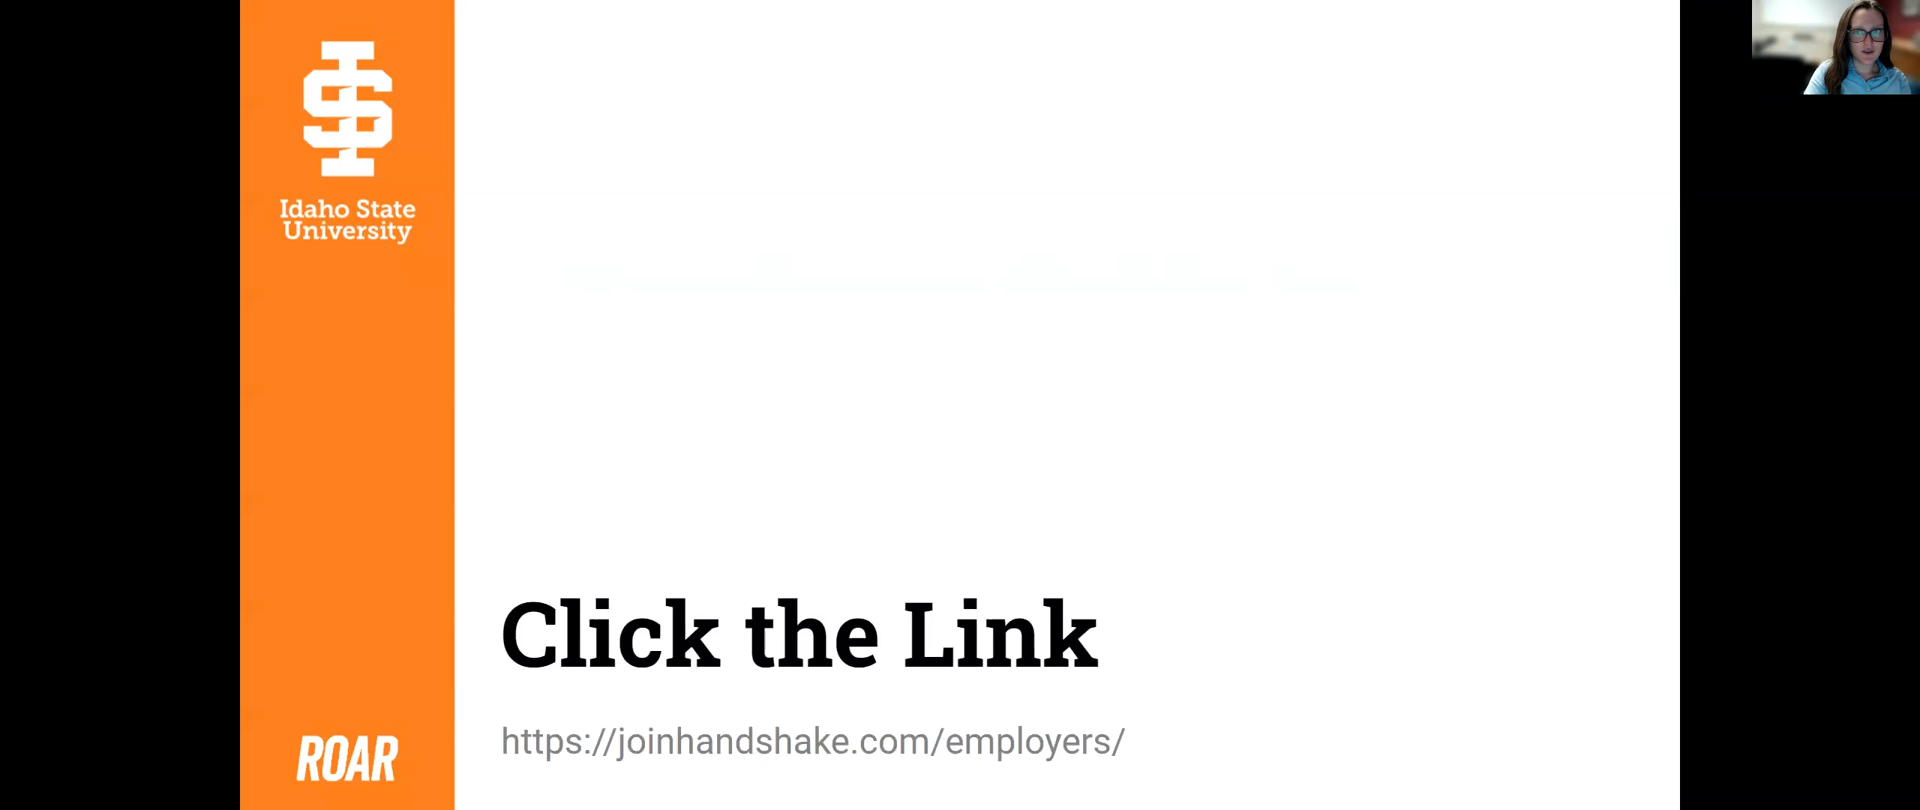 Idaho State
University
ROAR
Click the Link
https://joinhandshake.com/employers/